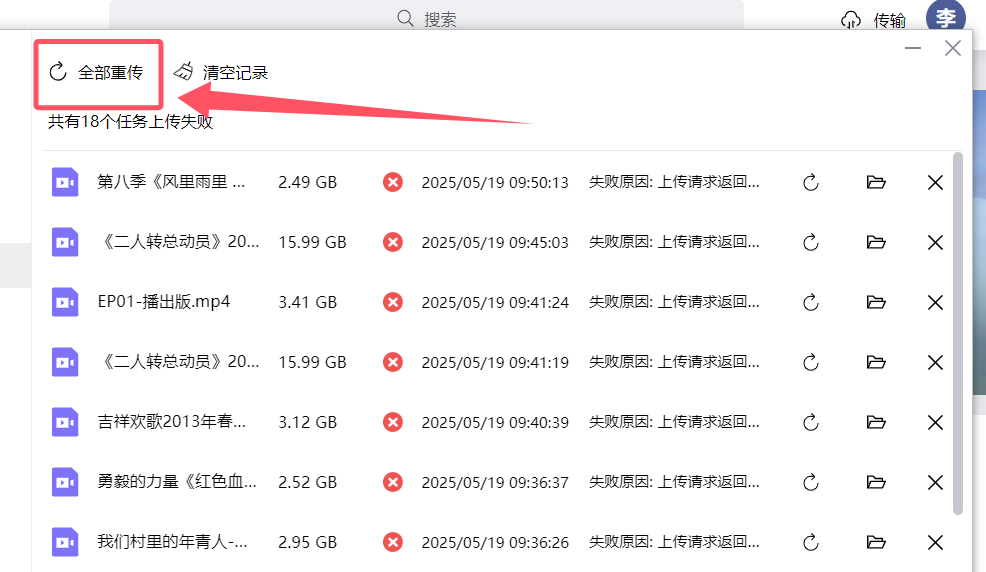 搜索
传输
李
全部重传 清空记录
共有18个任务上传失败
第八季《风里雨里 ... 2.49 GB 2025/05/19 09:50:13 失败原因: 上传请求返回...
《二人转总动员》20... 15.99 GB 2025/05/19 09:45:03 失败原因: 上传请求返回...
EP01-播出版.mp4 3.41 GB 2025/05/19 09:41:24 失败原因: 上传请求返回...
《二人转总动员》20... 15.99 GB 2025/05/19 09:41:19 失败原因: 上传请求返回...
吉祥欢歌2013年春... 3.12 GB 2025/05/19 09:40:39 失败原因: 上传请求返回...
勇毅的力量《红色血... 2.52 GB 2025/05/19 09:36:37 失败原因: 上传请求返回...
我们村里的年青人-... 2.95 GB 2025/05/19 09:36:26 失败原因: 上传请求返回...